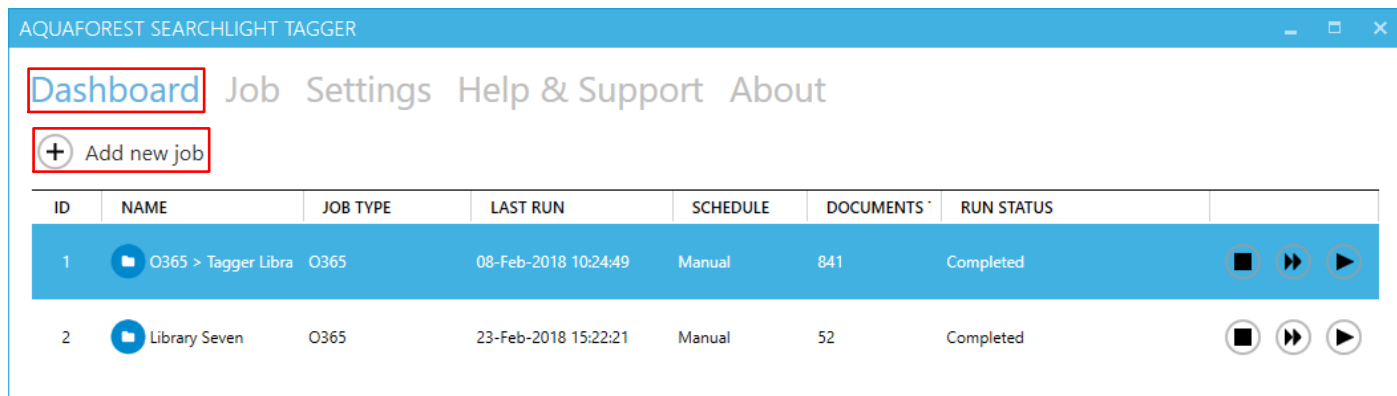 AQUAFOREST SEARCHLIGHT TAGGER
Dashboard Job Settings Help & Support About
Add new job
ID NAME JOB TYPE LAST RUN SCHEDULE DOCUMENTS RUN STATUS
1 O365 > Tagger Libra O365 08-Feb-2018 10:24:49 Manual 841 Completed
2 Library Seven O365 23-Feb-2018 15:22:21 Manual 52 Completed